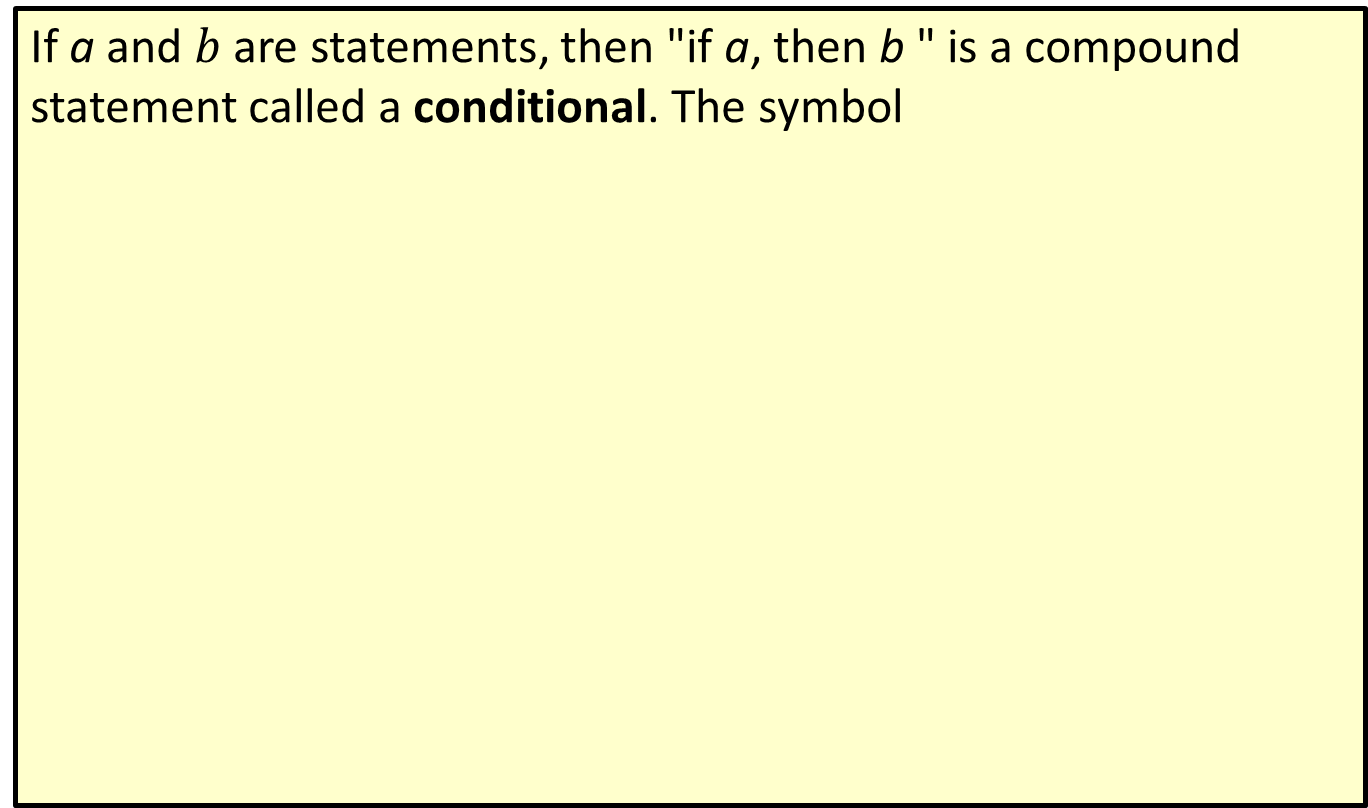 If a and b are statements, then "if a, then b " is a compound
statement called a conditional. The symbol